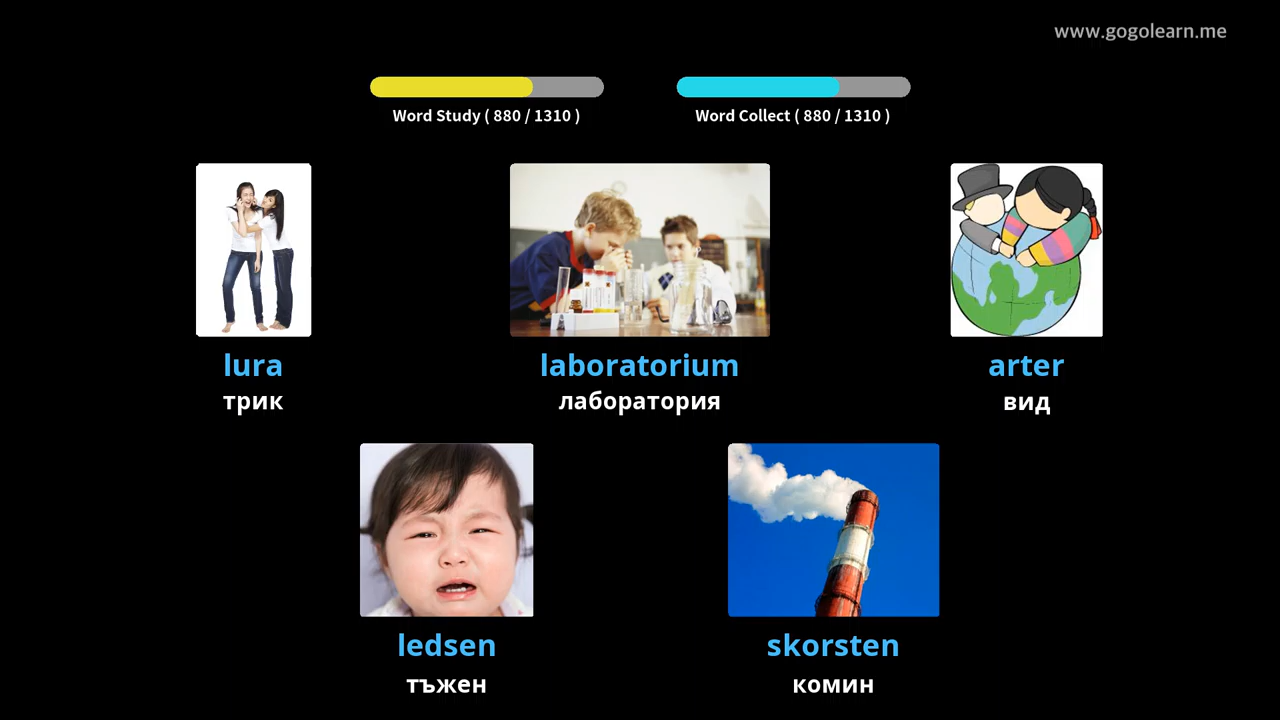 www.gogolearn.me
Word Study ( 880 / 1310 )
Word Collect ( 880 / 1310 )
lura
трик
laboratorium
лаборатория
arter
вид
ledsen
тъжен
skorsten
комин